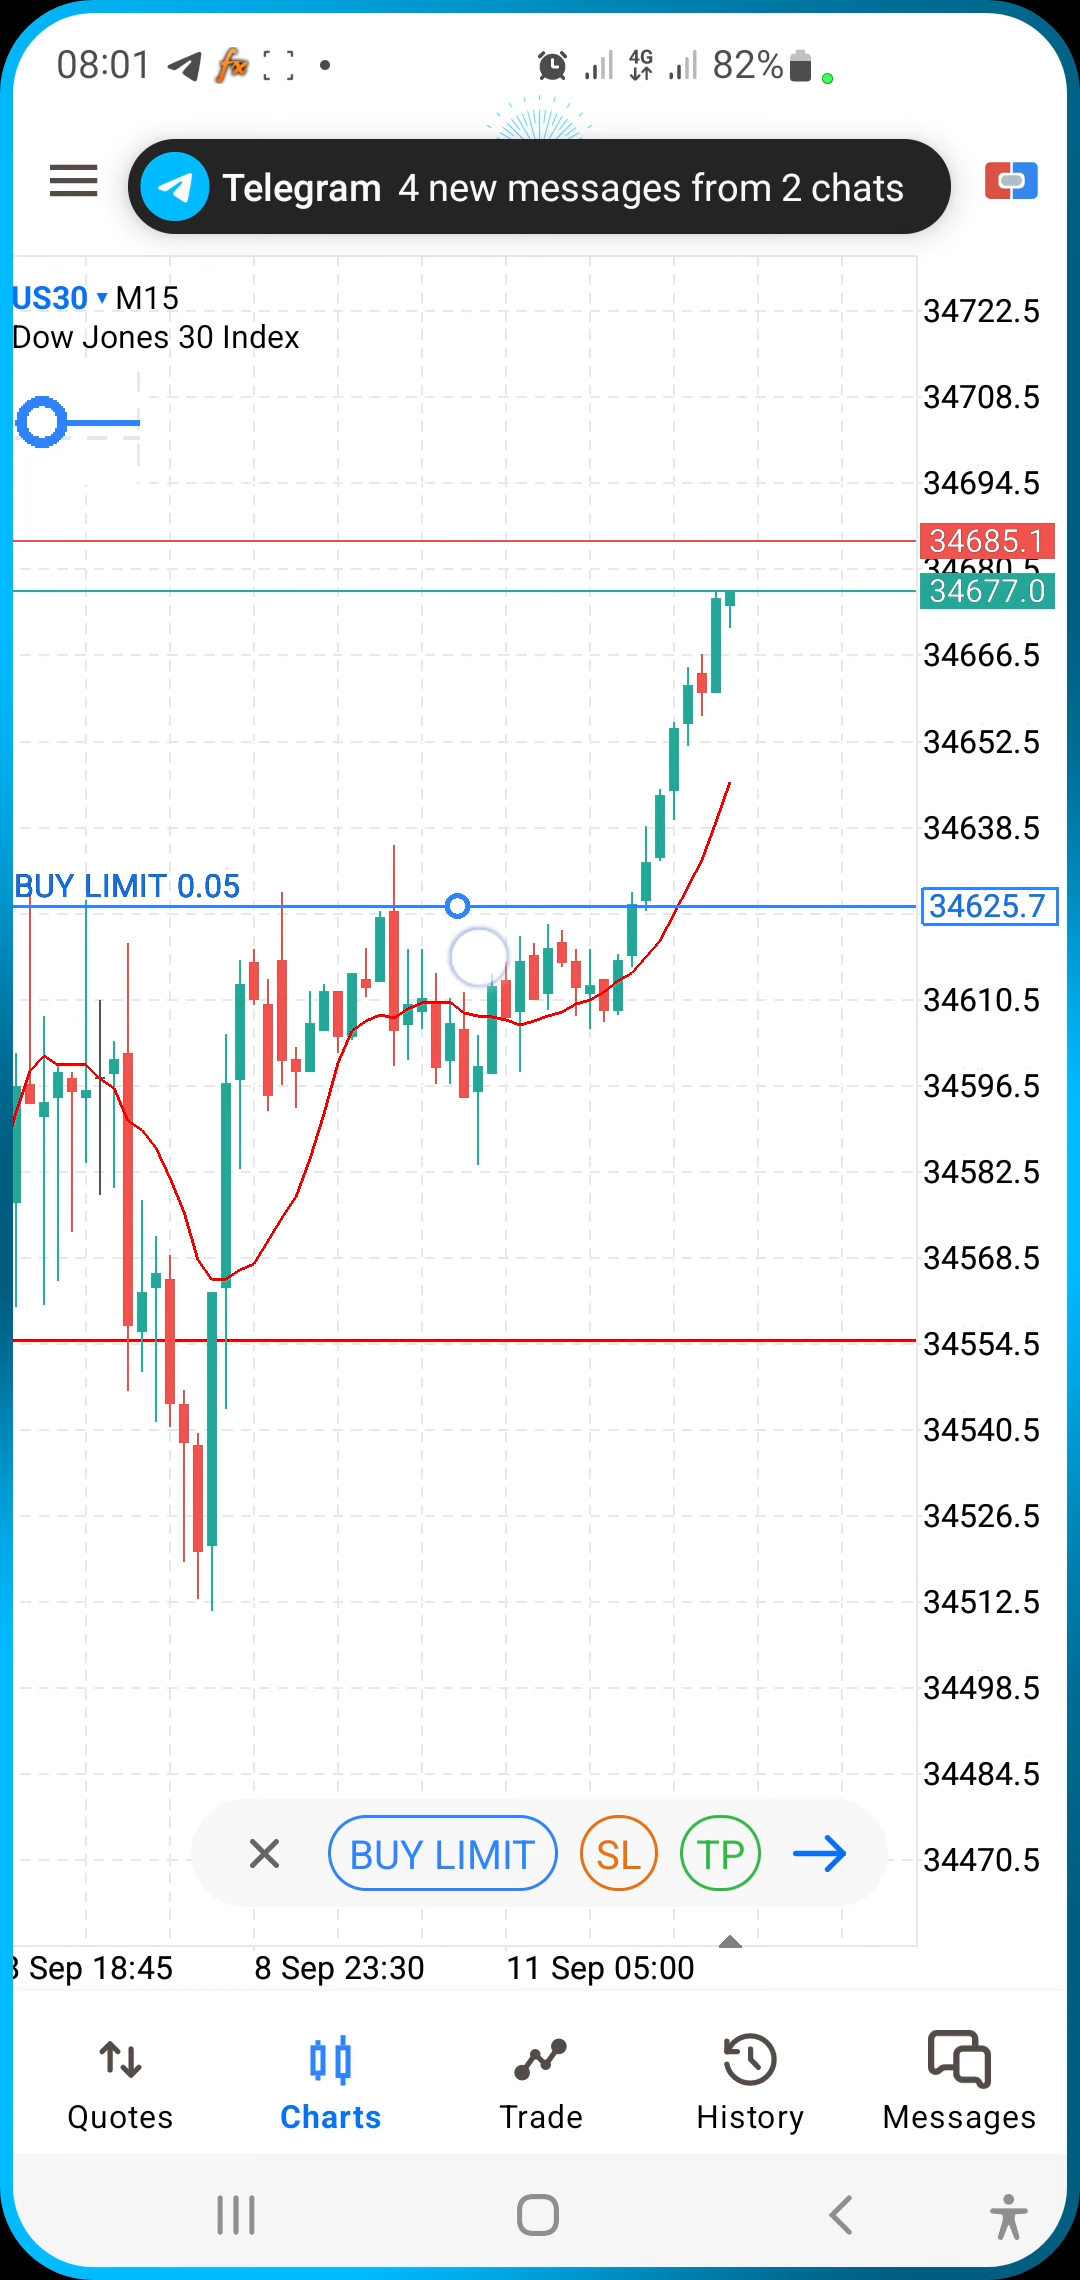 08:01
4G
82%
Telegram 4 new messages from 2 chats
US30 M15
Dow Jones 30 Index
34722.5
34708.5
34694.5
34685.1
34680.5
34677.0
34666.5
34652.5
34638.5
BUY LIMIT 0.05
34625.7
34610.5
34596.5
34582.5
34568.5
34554.5
34540.5
34526.5
34512.5
34498.5
34484.5
34470.5
BUY LIMIT SL TP
8 Sep 18:45 8 Sep 23:30 11 Sep 05:00
Quotes Charts Trade History Messages